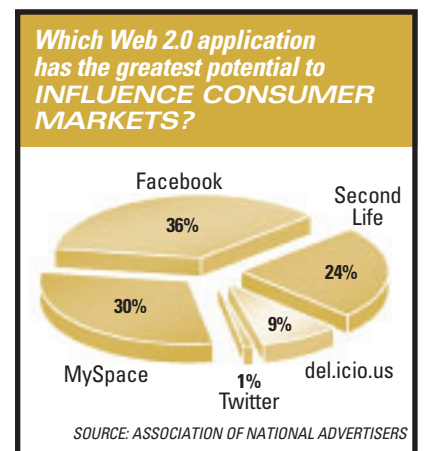 Which Web 2.0 application
has the greatest potential to
INFLUENCE CONSUMER
MARKETS?
Facebook
36%
Second
Life
24%
30%
MySpace
9%
del.icio.us
1%
Twitter
SOURCE: ASSOCIATION OF NATIONAL ADVERTISERS